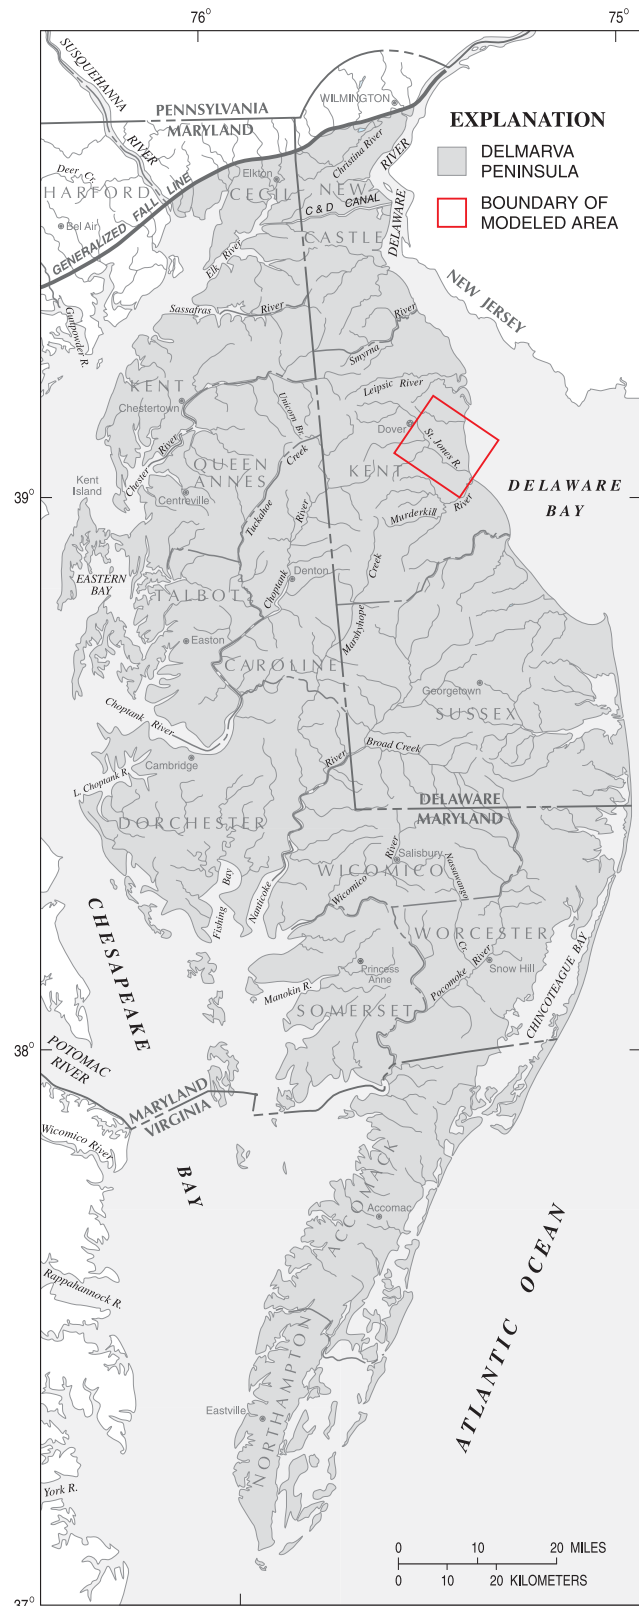 76°
75°
SUSQUEHANNA
RIVER
PENNSYLVANIA
MARYLAND
WILMINGTON
EXPLANATION
DELMARVA
PENINSULA
BOUNDARY OF
MODELED AREA
Deer Cr.
HARFORD
Bel Air
GENERALIZED FALL LINE
Elkton
CECIL
Christina River
NEW
CASTLE
C & D CANAL
DELAWARE
RIVER
NEW JERSEY
Elk River
Gunpowder R.
Sassafras River
Smyrna River
Leipsic River
KENT
Chestertown
Unicorn Br.
Dover
St. Jones R.
Chester River
QUEEN
ANNES
Creek
Tuckahoe
KENT
Kent
Island
Centreville
39°
DELAWARE
BAY
Murderkill River
River
Choptank
EASTERN
BAY
TALBOT
Denton
Creek
Marshyhope
Easton
CAROLINE
Georgetown
SUSSEX
Choptank River
Broad Creek
River
Cambridge
L. Choptank R.
DELAWARE
MARYLAND
DORCHESTER
River
Salisbury
WICOMICO
Nassawango
Cr.
Wicomico
Nanticoke
Fishing Bay
CHESAPEAKE
WORCESTER
Princess
Anne
Snow Hill
Manokin R.
Pocomoke River
SOMERSET
CHINCOTEAGUE BAY
38°
POTOMAC
RIVER
MARYLAND
VIRGINIA
Wicomico River
BAY
ACCOMACK
Accomac
ATLANTIC OCEAN
Rappahannock R.
NORTHAMPTON
Eastville
York R.
0 10 20 MILES
0 10 20 KILOMETERS
37°